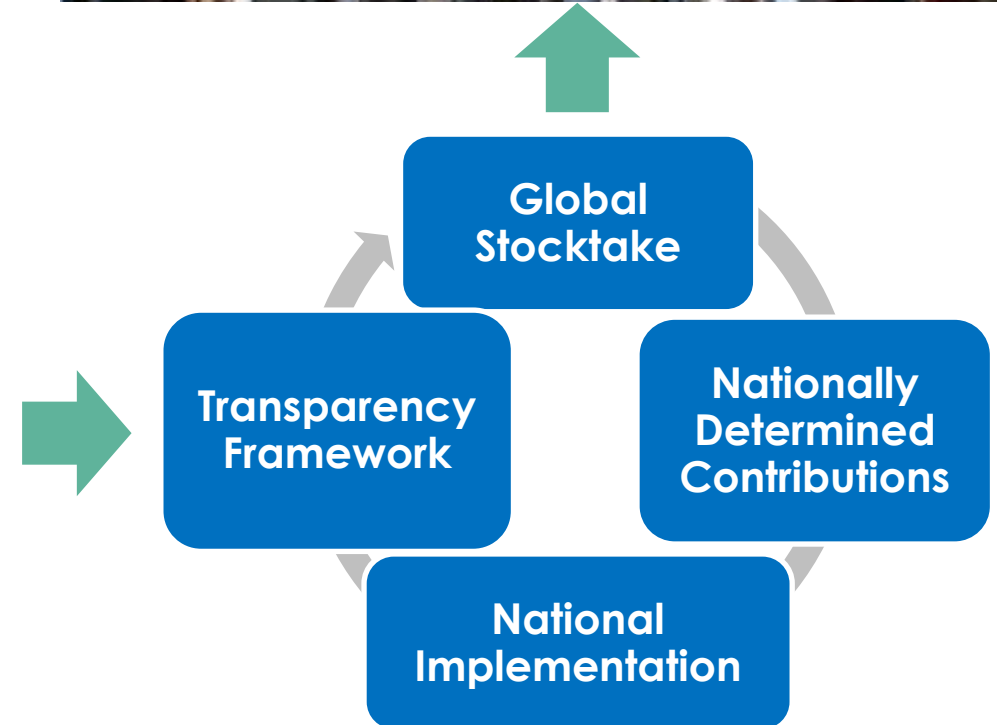 Global
Stocktake
Transparency
Framework
Nationally
Determined
Contributions
National
Implementation